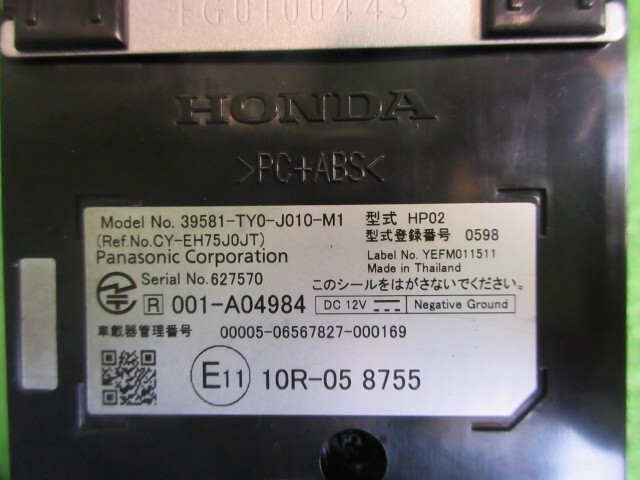 FG0100443
HONDA
>PC+ABS<
Model No. 39581-TY0-J010-M1 型式 HP02
(Ref.No.CY-EH75J0JT) 型式登録番号 0598
Panasonic Corporation Label No. YEFM011511
Made in Thailand
Serial No.627570 このシールをはがさないでください。
R 001-A04984 DC 12V Negative Ground
車載器管理番号 00005-06567827-000169
E11 10R-05 8755